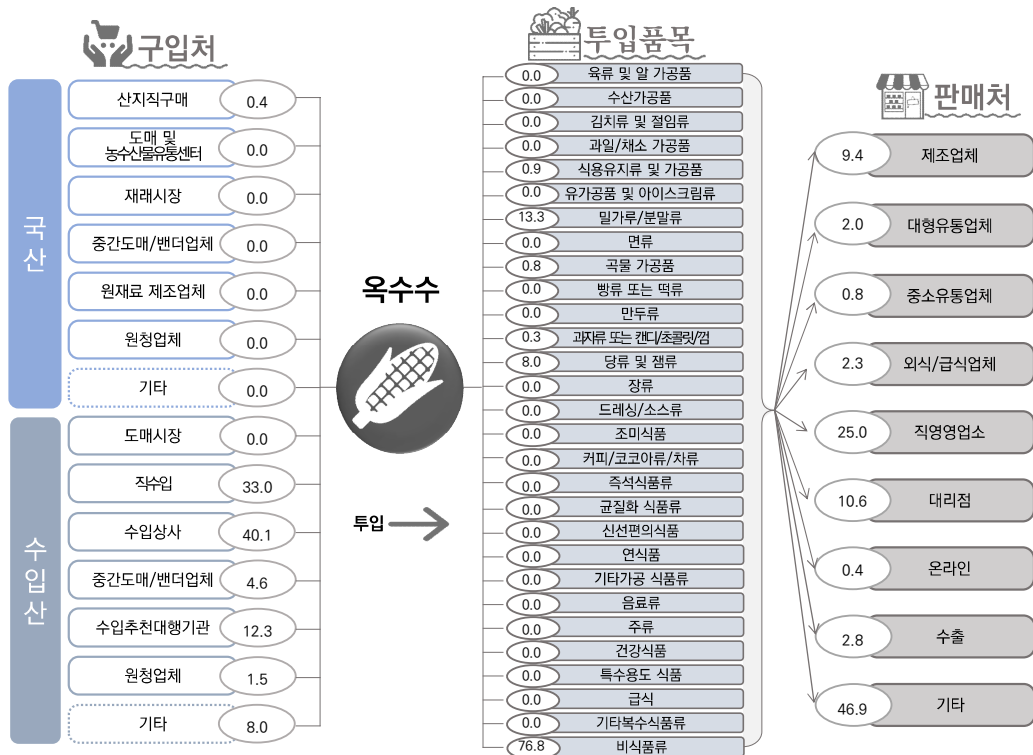 구입처
국산
산지직구매
0.4
도매 및
농수산물유통센터
0.0
재래시장
0.0
중간도매/밴더업체
0.0
원재료 제조업체
0.0
원청업체
0.0
기타
0.0
수입산
도매시장
0.0
직수입
33.0
수입상사
40.1
중간도매/밴더업체
4.6
수입추천대행기관
12.3
원청업체
1.5
기타
8.0
옥수수
투입
투입품목
0.0 육류 및 알 가공품
0.0 수산가공품
0.0 김치류 및 절임류
0.0 과일/채소 가공품
0.9 식용유지류 및 가공품
0.0 유가공품 및 아이스크림류
13.3 밀가루/분말류
0.0 면류
0.8 곡물 가공품
0.0 빵류 또는 떡류
0.0 만두류
0.3 과자류 또는 캔디/초콜릿/껌
8.0 당류 및 잼류
0.0 장류
0.0 드레싱/소스류
0.0 조미식품
0.0 커피/코코아류/차류
0.0 즉석식품류
0.0 균질화 식품류
0.0 신선편의식품
0.0 연식품
0.0 기타가공 식품류
0.0 음료류
0.0 주류
0.0 건강식품
0.0 특수용도 식품
0.0 급식
0.0 기타복수식품류
76.8 비식품류
판매처
9.4 제조업체
2.0 대형유통업체
0.8 중소유통업체
2.3 외식/급식업체
25.0 직영영업소
10.6 대리점
0.4 온라인
2.8 수출
46.9 기타